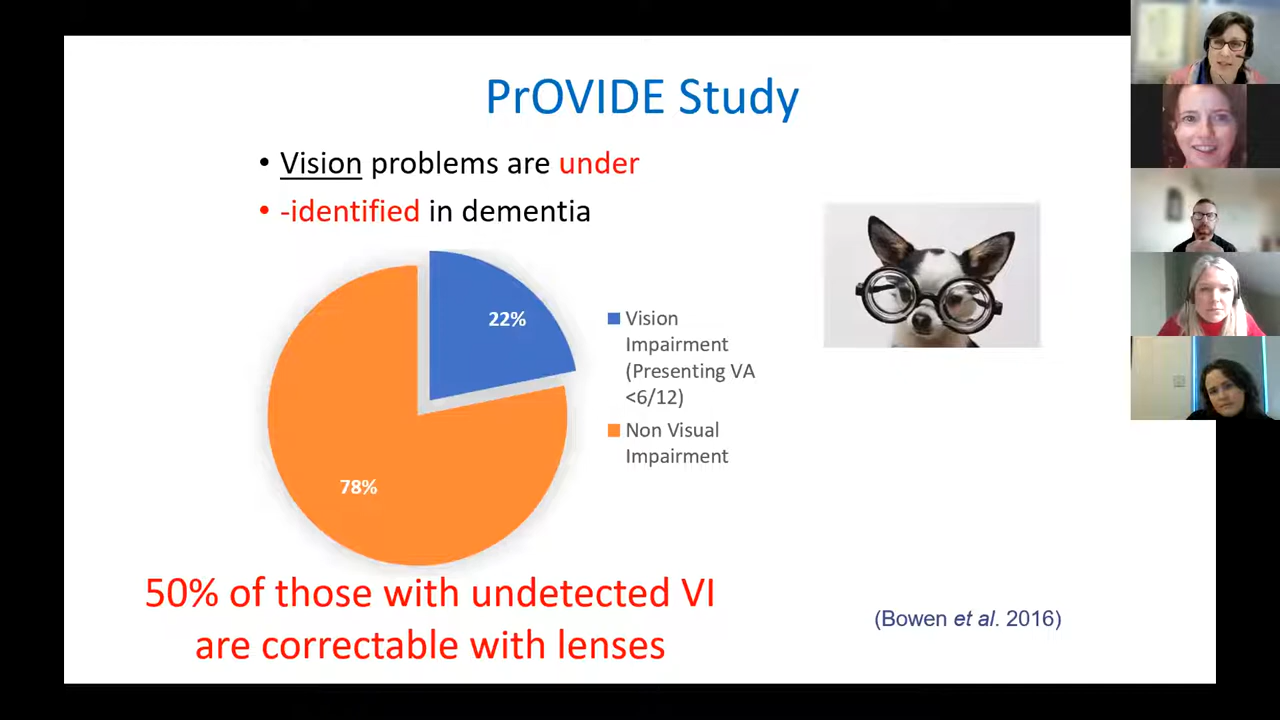 PrOVIDE Study
• Vision problems are under
• -identified in dementia
22%
78%
Vision
Impairment
(Presenting VA
<6/12)
Non Visual
Impairment
50% of those with undetected VI
are correctable with lenses
(Bowen et al. 2016)